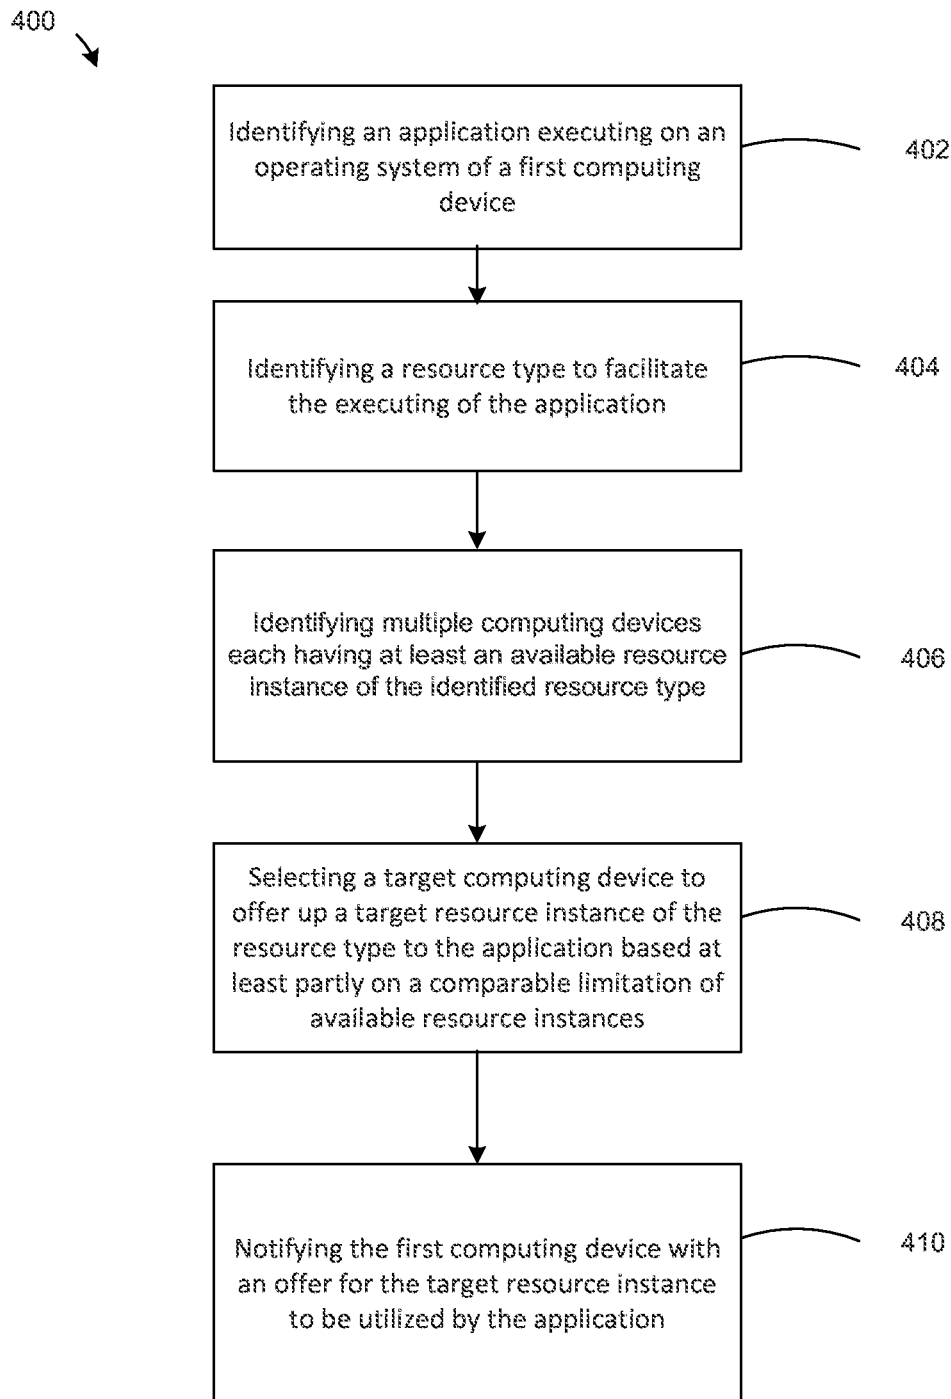 400
Identifying an application executing on an
operating system of a first computing
device
402
Identifying a resource type to facilitate
the executing of the application
404
Identifying multiple computing devices
each having at least an available resource
instance of the identified resource type
406
Selecting a target computing device to
offer up a target resource instance of the
resource type to the application based at
least partly on a comparable limitation of
available resource instances
408
Notifying the first computing device with
an offer for the target resource instance
to be utilized by the application
410